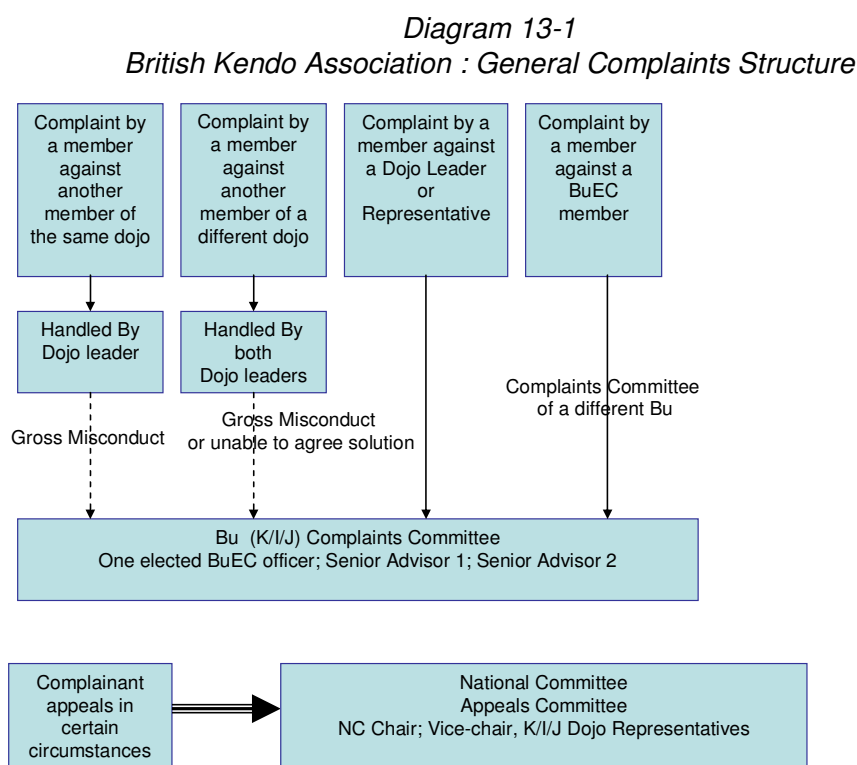 Diagram 13-1
British Kendo Association : General Complaints Structure
Complaint by
a member
against
another
member of
the same dojo
Complaint by
a member
against
another
member of a
different dojo
Complaint by a
member against
a Dojo Leader
or
Representative
Complaint by
a member
against a
BuEC
member
Handled By
Dojo leader
Handled By
both
Dojo leaders
Gross Misconduct
Gross Misconduct
or unable to agree solution
Complaints Committee
of a different Bu
Bu (K/I/J) Complaints Committee
One elected BuEC officer; Senior Advisor 1; Senior Advisor 2
Complainant
appeals in
certain
circumstances
National Committee
Appeals Committee
NC Chair; Vice-chair, K/I/J Dojo Representatives